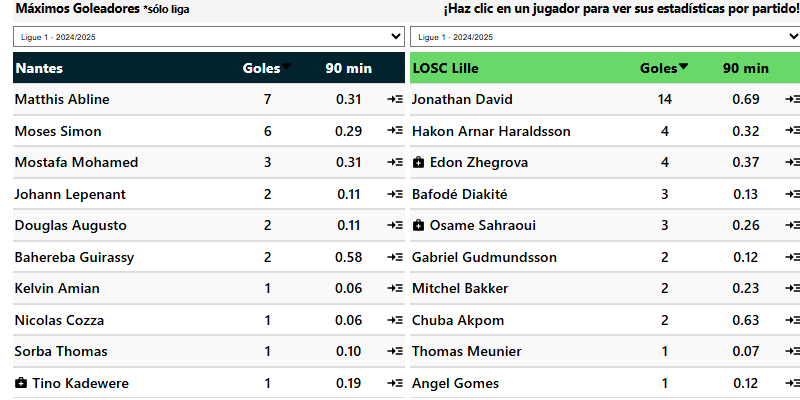 Máximos Goleadores *sólo liga
¡Haz clic en un jugador para ver sus estadísticas por partido!
Ligue 1 - 2024/2025
Ligue 1 - 2024/2025
Nantes Goles 90 min
Matthis Abline 7 0.31
Moses Simon 6 0.29
Mostafa Mohamed 3 0.31
Johann Lepenant 2 0.11
Douglas Augusto 2 0.11
Bahereba Guirassy 2 0.58
Kelvin Amian 1 0.06
Nicolas Cozza 1 0.06
Sorba Thomas 1 0.10
Tino Kadewere 1 0.19
LOSC Lille Goles 90 min
Jonathan David 14 0.69
Hakon Arnar Haraldsson 4 0.32
Edon Zhegrova 4 0.37
Bafodé Diakité 3 0.13
Osame Sahraoui 3 0.26
Gabriel Gudmundsson 2 0.12
Mitchel Bakker 2 0.23
Chuba Akpom 2 0.63
Thomas Meunier 1 0.07
Angel Gomes 1 0.12